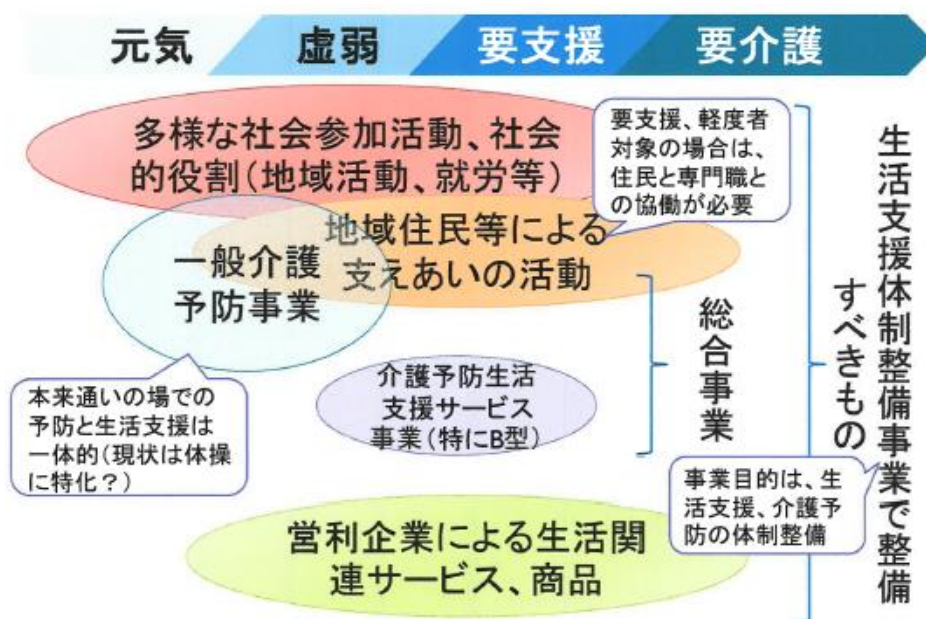 元気 虚弱 要支援 要介護
多様な社会参加活動、社会
的役割(地域活動、就労等)
要支援、軽度者
対象の場合は、
住民と専門職と
の協働が必要
地域住民等による
支えあいの活動
一般介護
予防事業
本来通いの場での
予防と生活支援は
一体的(現状は体操
に特化?)
介護予防生活
支援サービス
事業(特にB型)
総合事業
営利企業による生活関
連サービス、商品
生活支援体制整備事業で整備
すべきもの
事業目的は、生
活支援、介護予
防の体制整備